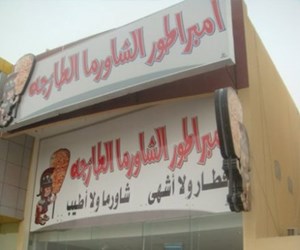 امبراطور الشاورما الطازجه
امبراطور الشاورما الطازجه
فطار ولا أشهى شاورما ولا أطيب